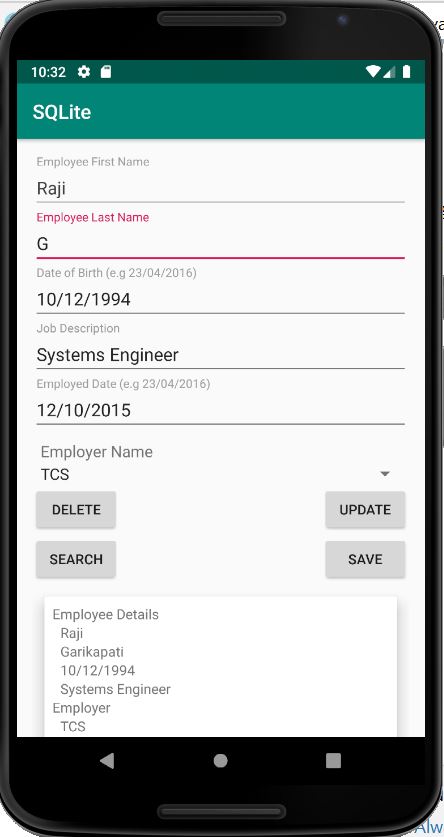 10:32
SQLite
Employee First Name
Raji
Employee Last Name
G
Date of Birth (e.g 23/04/2016)
10/12/1994
Job Description
Systems Engineer
Employed Date (e.g 23/04/2016)
12/10/2015
Employer Name
TCS
DELETE UPDATE
SEARCH SAVE
Employee Details
Raji
Garikapati
10/12/1994
Systems Engineer
Employer
TCS